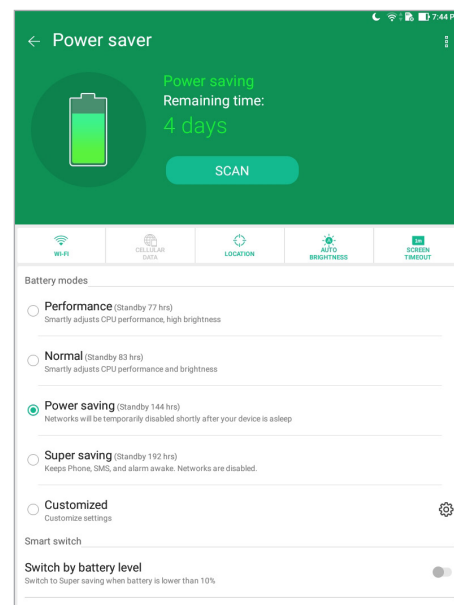 7:44 P
Power saver
Power saving
Remaining time:
4 days
SCAN
WI-FI
CELLULAR
DATA
LOCATION
AUTO
BRIGHTNESS
1m
SCREEN
TIMEOUT
Battery modes
Performance (Standby 77 hrs)
Smartly adjusts CPU performance, high brightness
Normal (Standby 83 hrs)
Smartly adjusts CPU performance and brightness
Power saving (Standby 144 hrs)
Networks will be temporarily disabled shortly after your device is asleep
Super saving (Standby 192 hrs)
Keeps Phone, SMS, and alarm awake. Networks are disabled.
Customized
Customize settings
Smart switch
Switch by battery level
Switch to Super saving when battery is lower than 10%